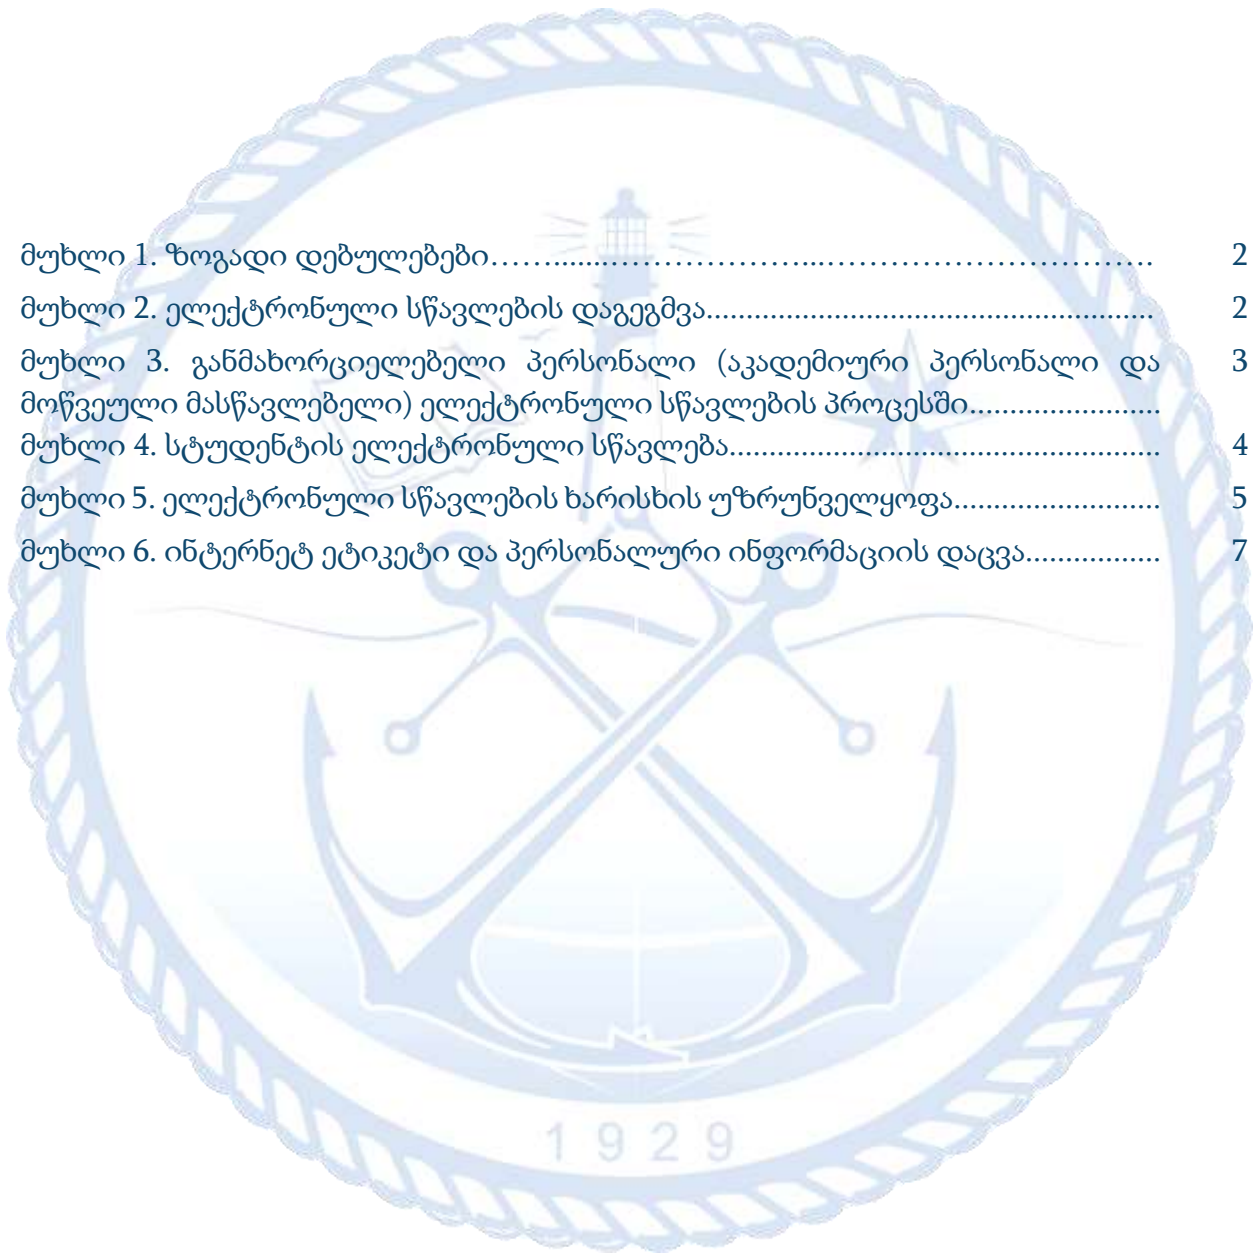 მუხლი 1. ზოგადი დებულებები……......…………………...………………………….  2
მუხლი 2. ელექტრონული სწავლების დაგეგმვა.......................................................  2
მუხლი 3. განმახორციელებელი პერსონალი (აკადემიური პერსონალი და  3
მოწვეული მასწავლებელი) ელექტრონული სწავლების პროცესში.......................
მუხლი 4. სტუდენტის ელექტრონული სწავლება....................................................  4
მუხლი 5. ელექტრონული სწავლების ხარისხის უზრუნველყოფა.........................  5
მუხლი 6. ინტერნეტ ეტიკეტი და პერსონალური ინფორმაციის დაცვა.................  7
1929